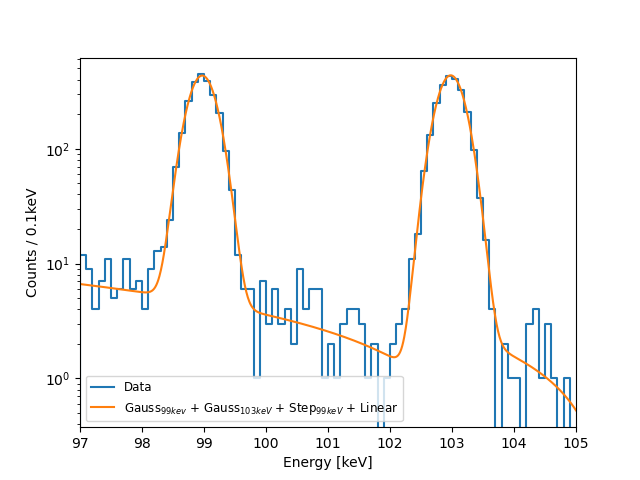 10²
10¹
10⁰
Counts / 0.1keV
Data
Gauss₉₉ₖₑᵥ + Gauss₁₀₃ₖₑV + Step₉₉ₖₑV + Linear
97 98 99 100 101 102 103 104 105
Energy [keV]